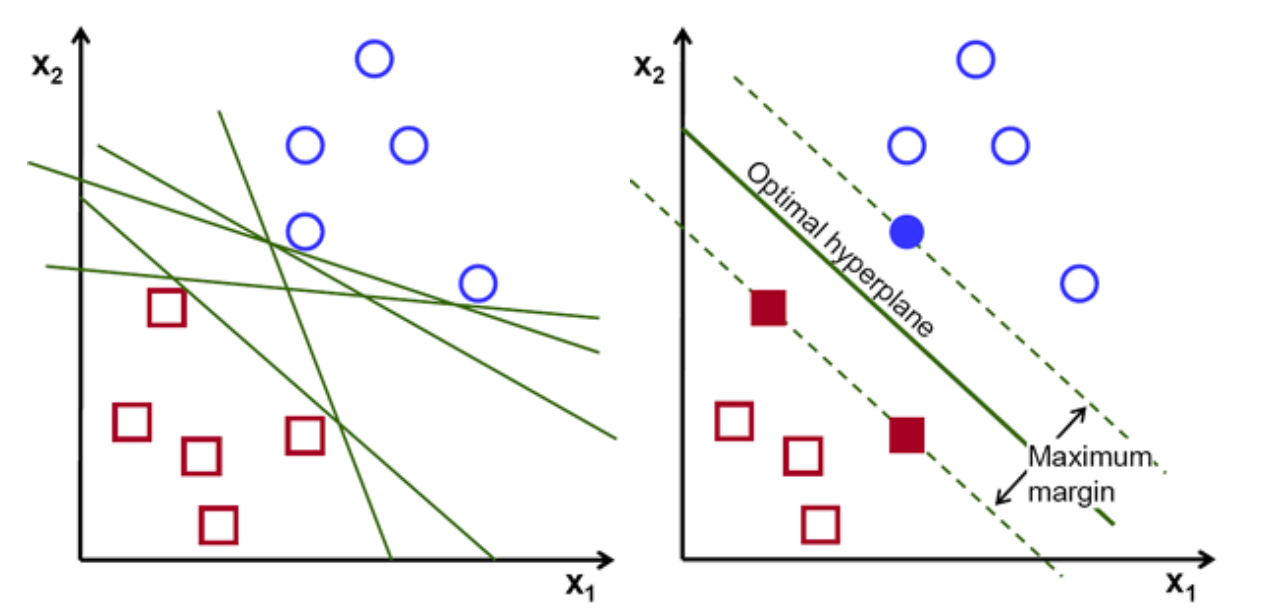 x₂
x₁
x₂
Optimal hyperplane
Maximum
margin
x₁